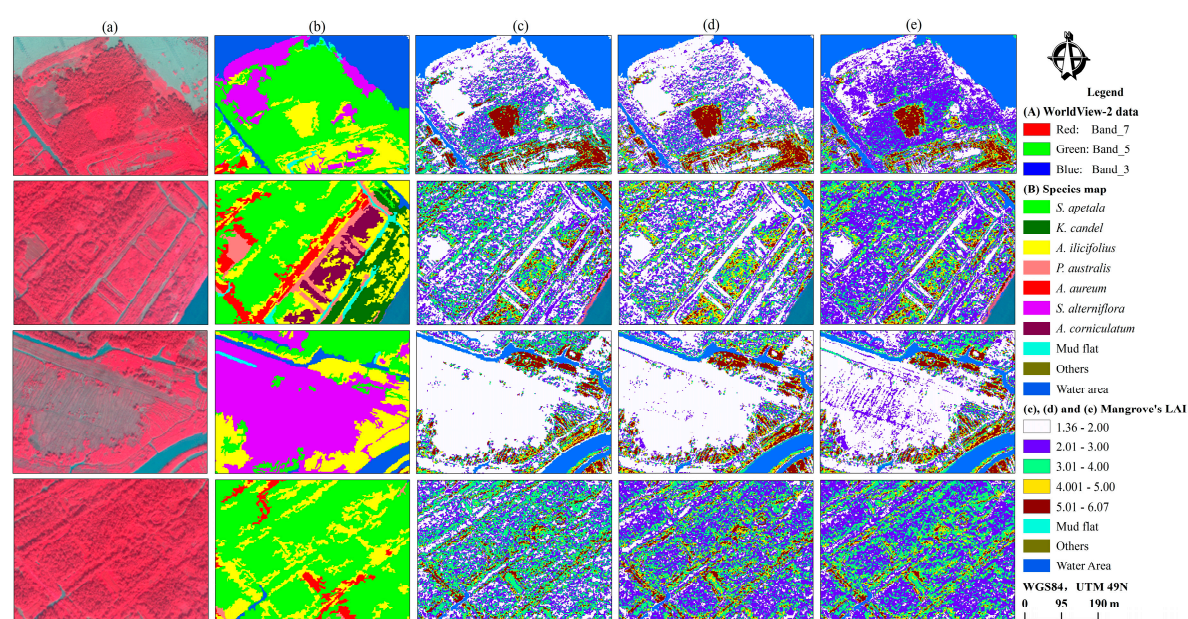 (a) (b) (c) (d) (e)
Legend
(A) WorldView-2 data
Red: Band_7
Green: Band_5
Blue: Band_3
(B) Species map
S. apetala
K. candel
A. ilicifolius
P. australis
A. aureum
S. alterniflora
A. corniculatum
Mud flat
Others
Water area
(c), (d) and (e) Mangrove's LAI
1.36 - 2.00
2.01 - 3.00
3.01 - 4.00
4.001 - 5.00
5.01 - 6.07
Mud flat
Others
Water Area
WGS84, UTM 49N
0 95 190 m